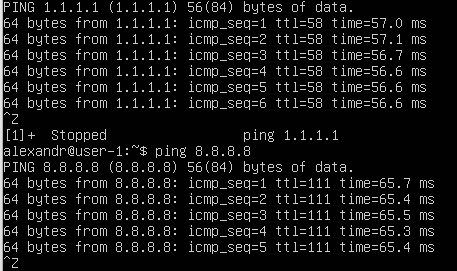 PING 1.1.1.1 (1.1.1.1) 56(84) bytes of data.
64 bytes from 1.1.1.1: icmp_seq=1 ttl=58 time=57.0 ms
64 bytes from 1.1.1.1: icmp_seq=2 ttl=58 time=57.1 ms
64 bytes from 1.1.1.1: icmp_seq=3 ttl=58 time=56.7 ms
64 bytes from 1.1.1.1: icmp_seq=4 ttl=58 time=56.6 ms
64 bytes from 1.1.1.1: icmp_seq=5 ttl=58 time=56.6 ms
64 bytes from 1.1.1.1: icmp_seq=6 ttl=58 time=56.6 ms
^Z
[1]+  Stopped                 ping 1.1.1.1
alexandr@user-1:~$ ping 8.8.8.8
PING 8.8.8.8 (8.8.8.8) 56(84) bytes of data.
64 bytes from 8.8.8.8: icmp_seq=1 ttl=111 time=65.7 ms
64 bytes from 8.8.8.8: icmp_seq=2 ttl=111 time=65.4 ms
64 bytes from 8.8.8.8: icmp_seq=3 ttl=111 time=65.5 ms
64 bytes from 8.8.8.8: icmp_seq=4 ttl=111 time=65.3 ms
64 bytes from 8.8.8.8: icmp_seq=5 ttl=111 time=65.4 ms
^Z